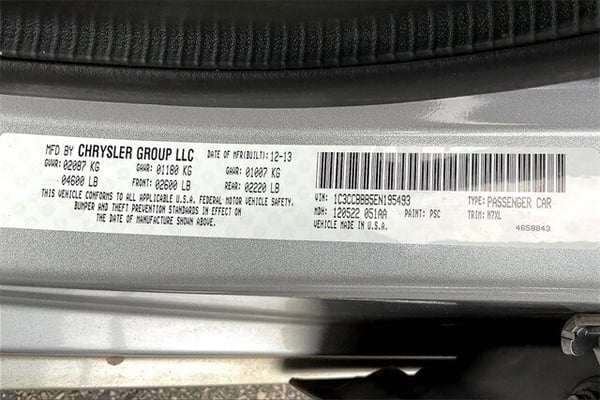 MFD BY CHRYSLER GROUP LLC DATE OF MFR(BUILT): 12-13
GVWR: 02087 KG GAWR: 01180 KG GAWR: 01007 KG
04600 LB FRONT: 02600 LB REAR: 02220 LB
THIS VEHICLE CONFORMS TO ALL APPLICABLE U.S.A. FEDERAL MOTOR VEHICLE SAFETY,
BUMPER AND THEFT PREVENTION STANDARDS IN EFFECT ON
THE DATE OF MANUFACTURE SHOWN ABOVE.
VIN: 1C3CCBBB5EN195493 TYPE: PASSENGER CAR
MDH: 120522 051AA PAINT: PSC TRIM: H7XL
VEHICLE MADE IN U.S.A. 4658843